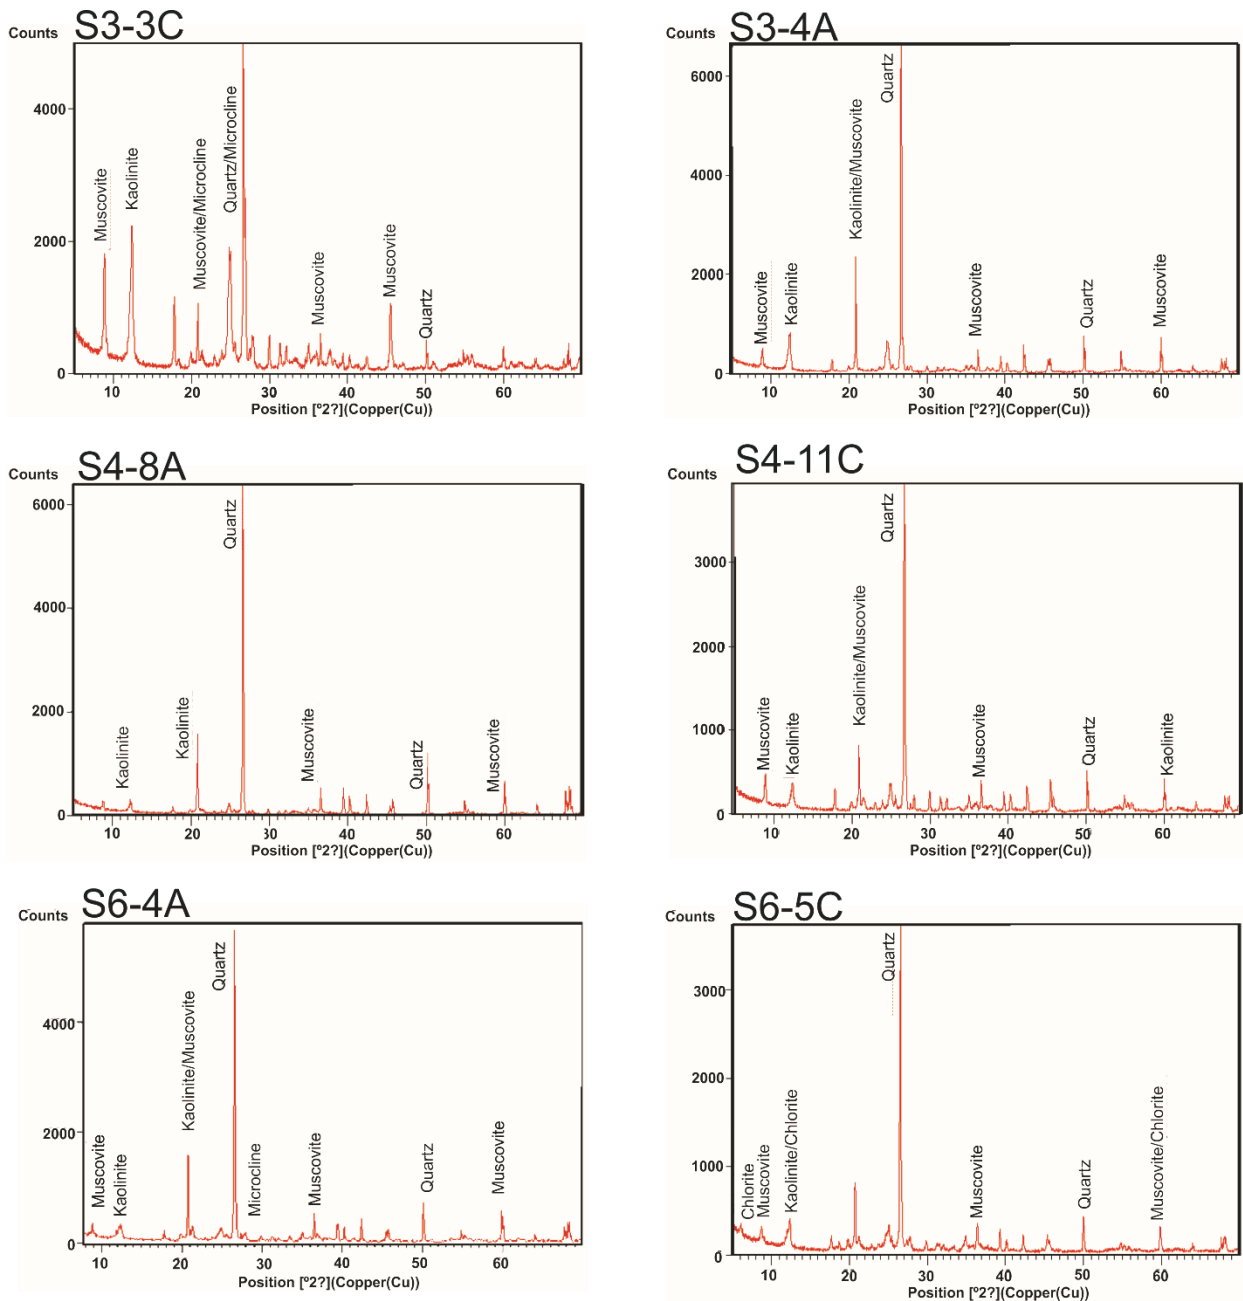 S3-3C
Counts
4000
2000
0
Muscovite
Kaolinite
Muscovite/Microcline
Quartz/Microcline
Muscovite
Muscovite
Quartz
10 20 30 40 50 60
Position [º2?](Copper(Cu))
S3-4A
Counts
6000
4000
2000
0
Muscovite
Kaolinite
Kaolinite/Muscovite
Quartz
Muscovite
Quartz
Muscovite
10 20 30 40 50 60
Position [º2?](Copper(Cu))
S4-8A
Counts
6000
4000
2000
0
Kaolinite
Kaolinite
Quartz
Muscovite
Quartz
Muscovite
10 20 30 40 50 60
Position [º2?](Copper(Cu))
S4-11C
Counts
3000
2000
1000
0
Muscovite
Kaolinite
Kaolinite/Muscovite
Quartz
Muscovite
Quartz
Kaolinite
10 20 30 40 50 60
Position [º2?](Copper(Cu))
S6-4A
Counts
4000
2000
0
Muscovite
Kaolinite
Kaolinite/Muscovite
Quartz
Microcline
Muscovite
Quartz
Muscovite
10 20 30 40 50 60
Position [º2?](Copper(Cu))
S6-5C
Counts
3000
2000
1000
0
Chlorite
Muscovite
Kaolinite/Chlorite
Quartz
Muscovite
Quartz
Muscovite/Chlorite
10 20 30 40 50 60
Position [º2?](Copper(Cu))